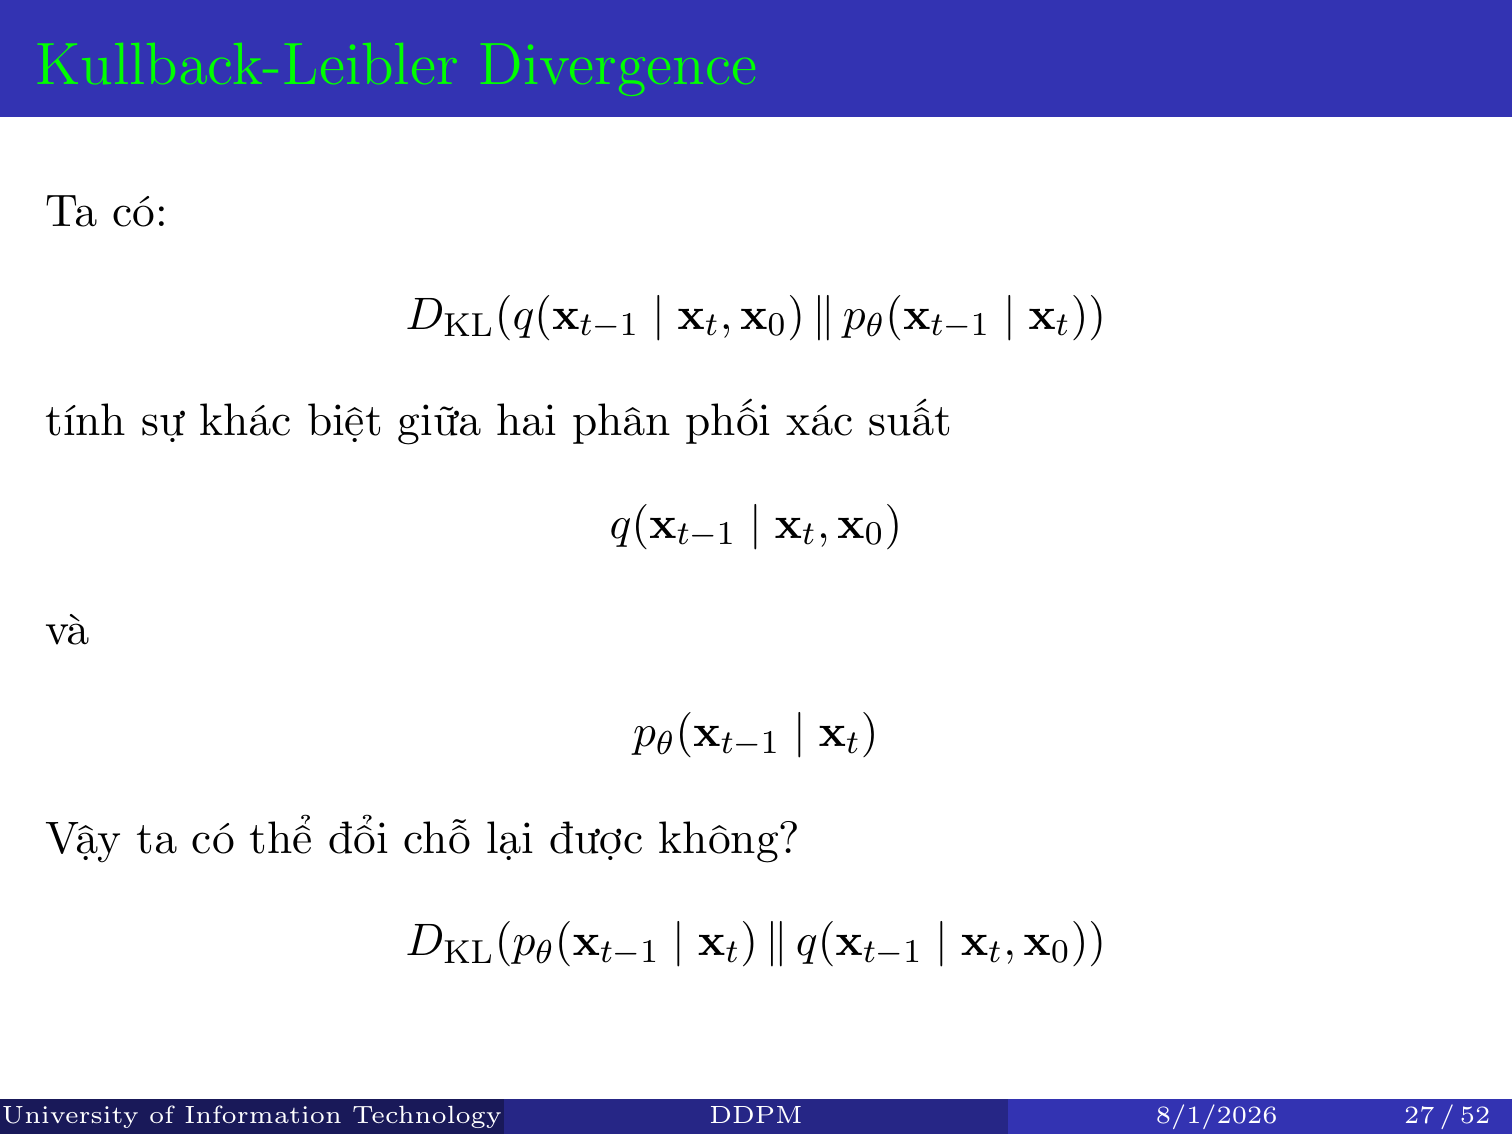 Kullback-Leibler Divergence
Ta có:
D_KL(q(x_{t−1} | x_t, x_0) ∥ p_θ(x_{t−1} | x_t))
tính sự khác biệt giữa hai phân phối xác suất
q(x_{t−1} | x_t, x_0)
và
p_θ(x_{t−1} | x_t)
Vậy ta có thể đổi chỗ lại được không?
D_KL(p_θ(x_{t−1} | x_t) ∥ q(x_{t−1} | x_t, x_0))
University of Information Technology DDPM 8/1/2026 27 / 52